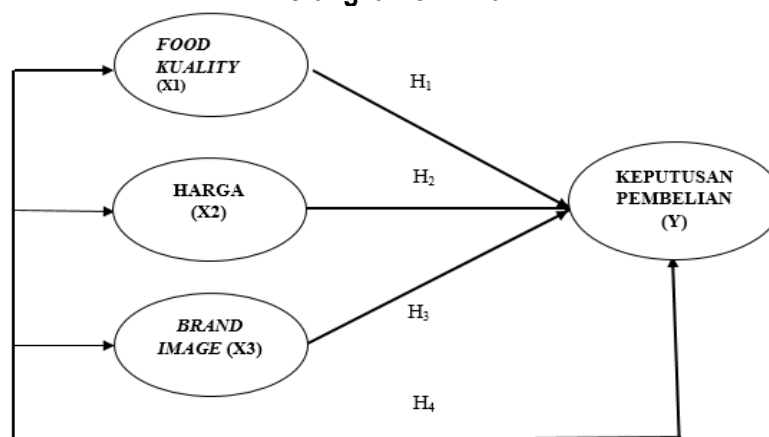 FOOD
KUALITY
(X1)
H₁
HARGA
(X2)
H₂
KEPUTUSAN
PEMBELIAN
(Y)
BRAND
IMAGE (X3)
H₃
H₄